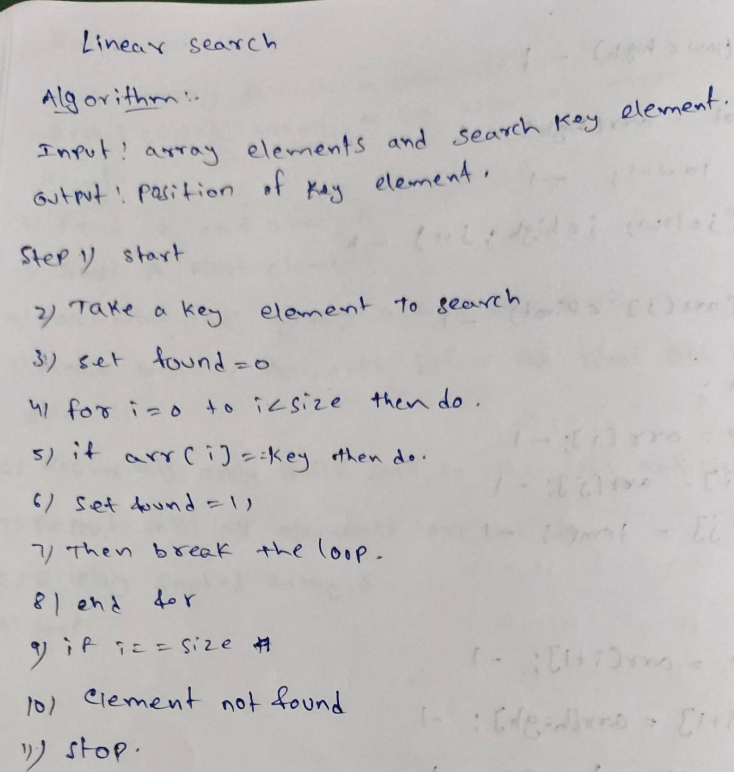 Linear search
Algorithm:-
Input: array elements and search key element.
Output: Position of key element.
Step 1) start
2) Take a key element to search
3) set found=0
4) for i=0 to i<size then do.
5) if arr[i]==key then do.
6) set found=1;
7) Then break the loop.
8) end for
9) if i==size
10) Element not found
11) stop.